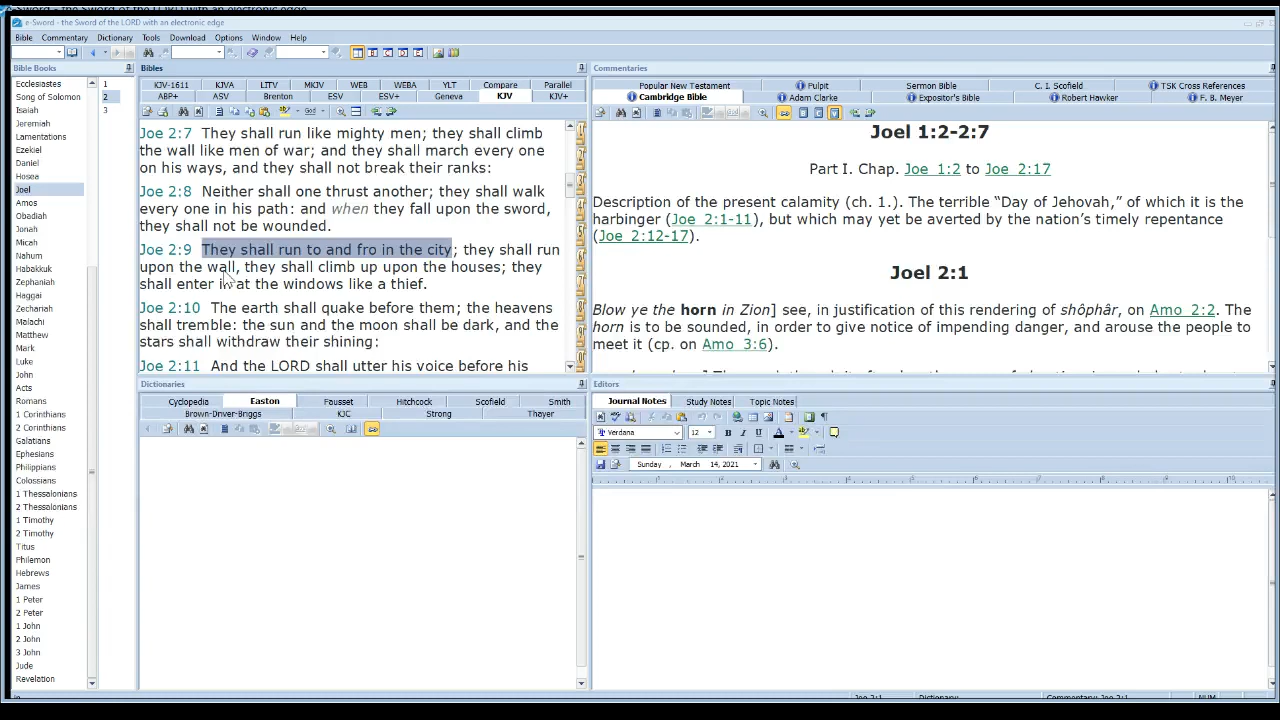 e-Sword - the Sword of the LORD with an electronic edge
Bible Commentary Dictionary Tools Download Options Window Help
Bible Books
Ecclesiastes
Song of Solomon
Isaiah
Jeremiah
Lamentations
Ezekiel
Daniel
Hosea
Joel
Amos
Obadiah
Jonah
Micah
Nahum
Habakkuk
Zephaniah
Haggai
Zechariah
Malachi
Matthew
Mark
Luke
John
Acts
Romans
1 Corinthians
2 Corinthians
Galatians
Ephesians
Philippians
Colossians
1 Thessalonians
2 Thessalonians
1 Timothy
2 Timothy
Titus
Philemon
Hebrews
James
1 Peter
2 Peter
1 John
2 John
3 John
Jude
Revelation
1
2
3
Bibles
KJV-1611 KJVA LITV MKJV WEB WEBA YLT Compare Parallel
ABP+ ASV Brenton ESV ESV+ Geneva KJV KJV+
Joe 2:7 They shall run like mighty men; they shall climb
the wall like men of war; and they shall march every one
on his ways, and they shall not break their ranks:
Joe 2:8 Neither shall one thrust another; they shall walk
every one in his path: and when they fall upon the sword,
they shall not be wounded.
Joe 2:9 They shall run to and fro in the city; they shall run
upon the wall, they shall climb up upon the houses; they
shall enter in at the windows like a thief.
Joe 2:10 The earth shall quake before them; the heavens
shall tremble: the sun and the moon shall be dark, and the
stars shall withdraw their shining:
Joe 2:11 And the LORD shall utter his voice before his
Commentaries
Popular New Testament Pulpit Sermon Bible C. I. Scofield TSK Cross References
Cambridge Bible Adam Clarke Expositor's Bible Robert Hawker F. B. Meyer
Joel 1:2-2:7
Part I. Chap. Joe_1:2 to Joe_2:17
Description of the present calamity (ch. 1.). The terrible “Day of Jehovah,” of which it is the
harbinger (Joe_2:1-11), but which may yet be averted by the nation’s timely repentance
(Joe_2:12-17).
Joel 2:1
Blow ye the horn in Zion] see, in justification of this rendering of shôphâr, on Amo_2:2. The
horn is to be sounded, in order to give notice of impending danger, and arouse the people to
meet it (cp. on Amo_3:6).
Dictionaries
Cyclopedia Easton Fausset Hitchcock Scofield Smith
Brown-Driver-Briggs KJC Strong Thayer
Editors
Journal Notes Study Notes Topic Notes
Verdana 12 B I U
Sunday , March 14, 2021
Joe 2:1 Dictionary: Commentary: Joe 2:1 NUM